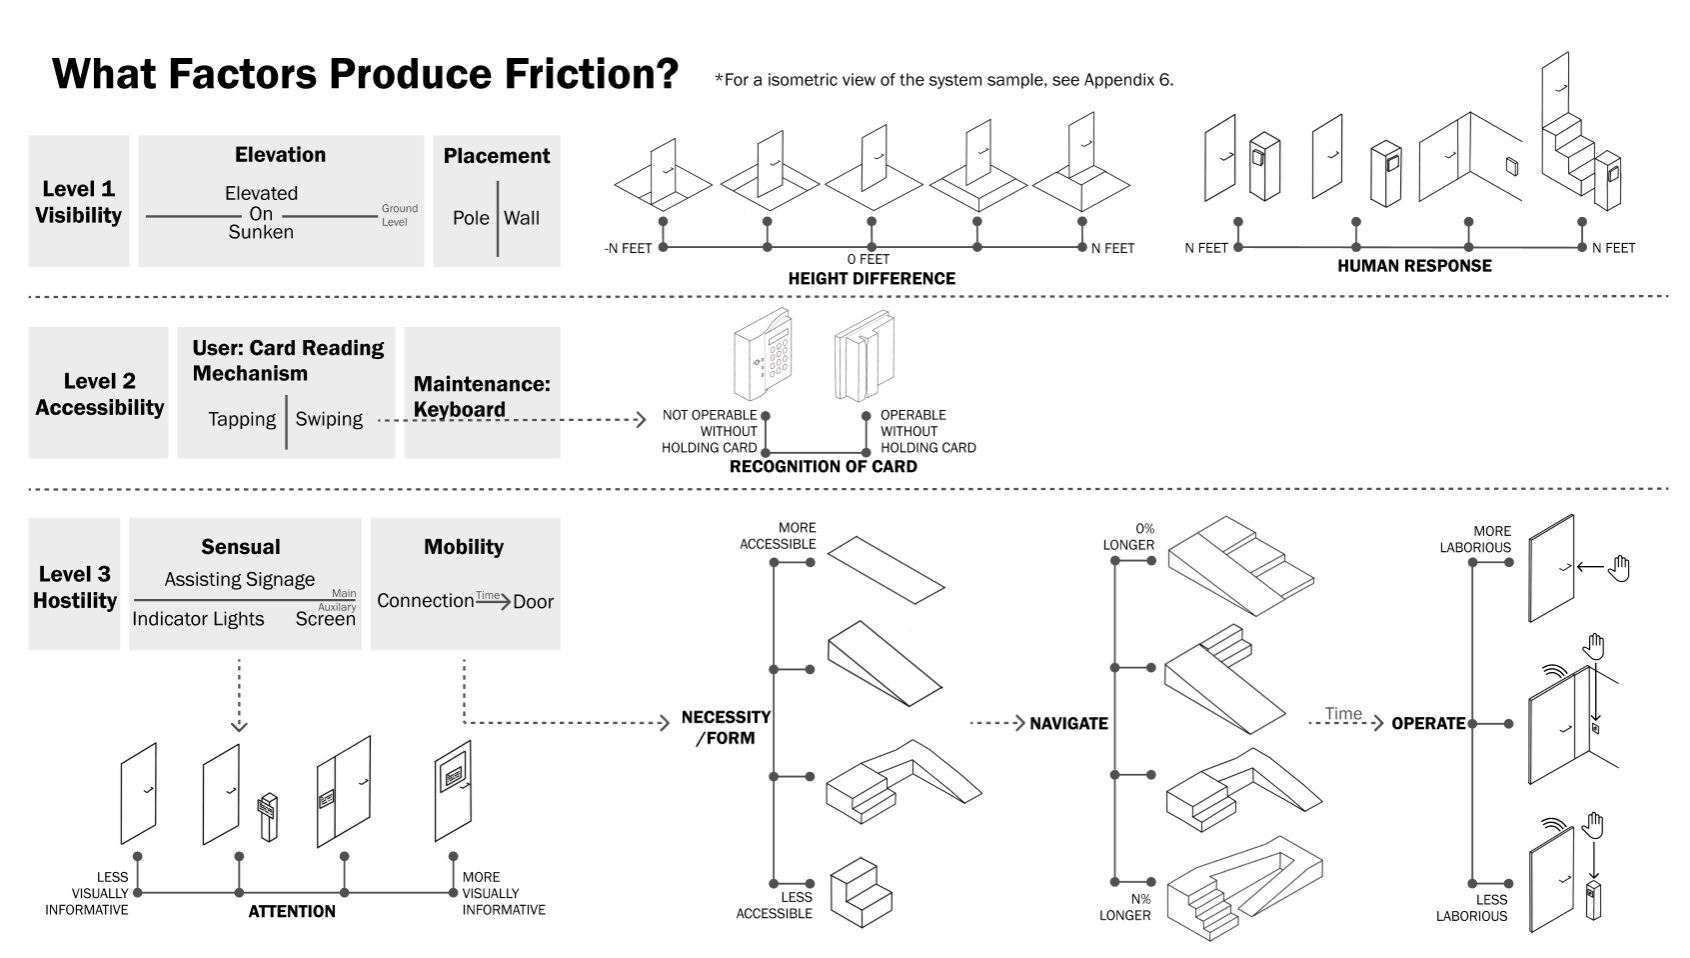 What Factors Produce Friction?
*For a isometric view of the system sample, see Appendix 6.
Level 1
Visibility
Elevation
Elevated
On
Sunken
Ground
Level
Placement
Pole
Wall
-N FEET
0 FEET
N FEET
HEIGHT DIFFERENCE
N FEET
N FEET
HUMAN RESPONSE
Level 2
Accessibility
User: Card Reading
Mechanism
Tapping
Swiping
Maintenance:
Keyboard
NOT OPERABLE
WITHOUT
HOLDING CARD
OPERABLE
WITHOUT
HOLDING CARD
RECOGNITION OF CARD
Level 3
Hostility
Sensual
Assisting Signage
Main
Auxilary
Indicator Lights
Screen
Mobility
Connection
Time
Door
LESS
VISUALLY
INFORMATIVE
MORE
VISUALLY
INFORMATIVE
ATTENTION
MORE
ACCESSIBLE
NECESSITY
/FORM
LESS
ACCESSIBLE
0%
LONGER
NAVIGATE
N%
LONGER
Time
MORE
LABORIOUS
OPERATE
LESS
LABORIOUS